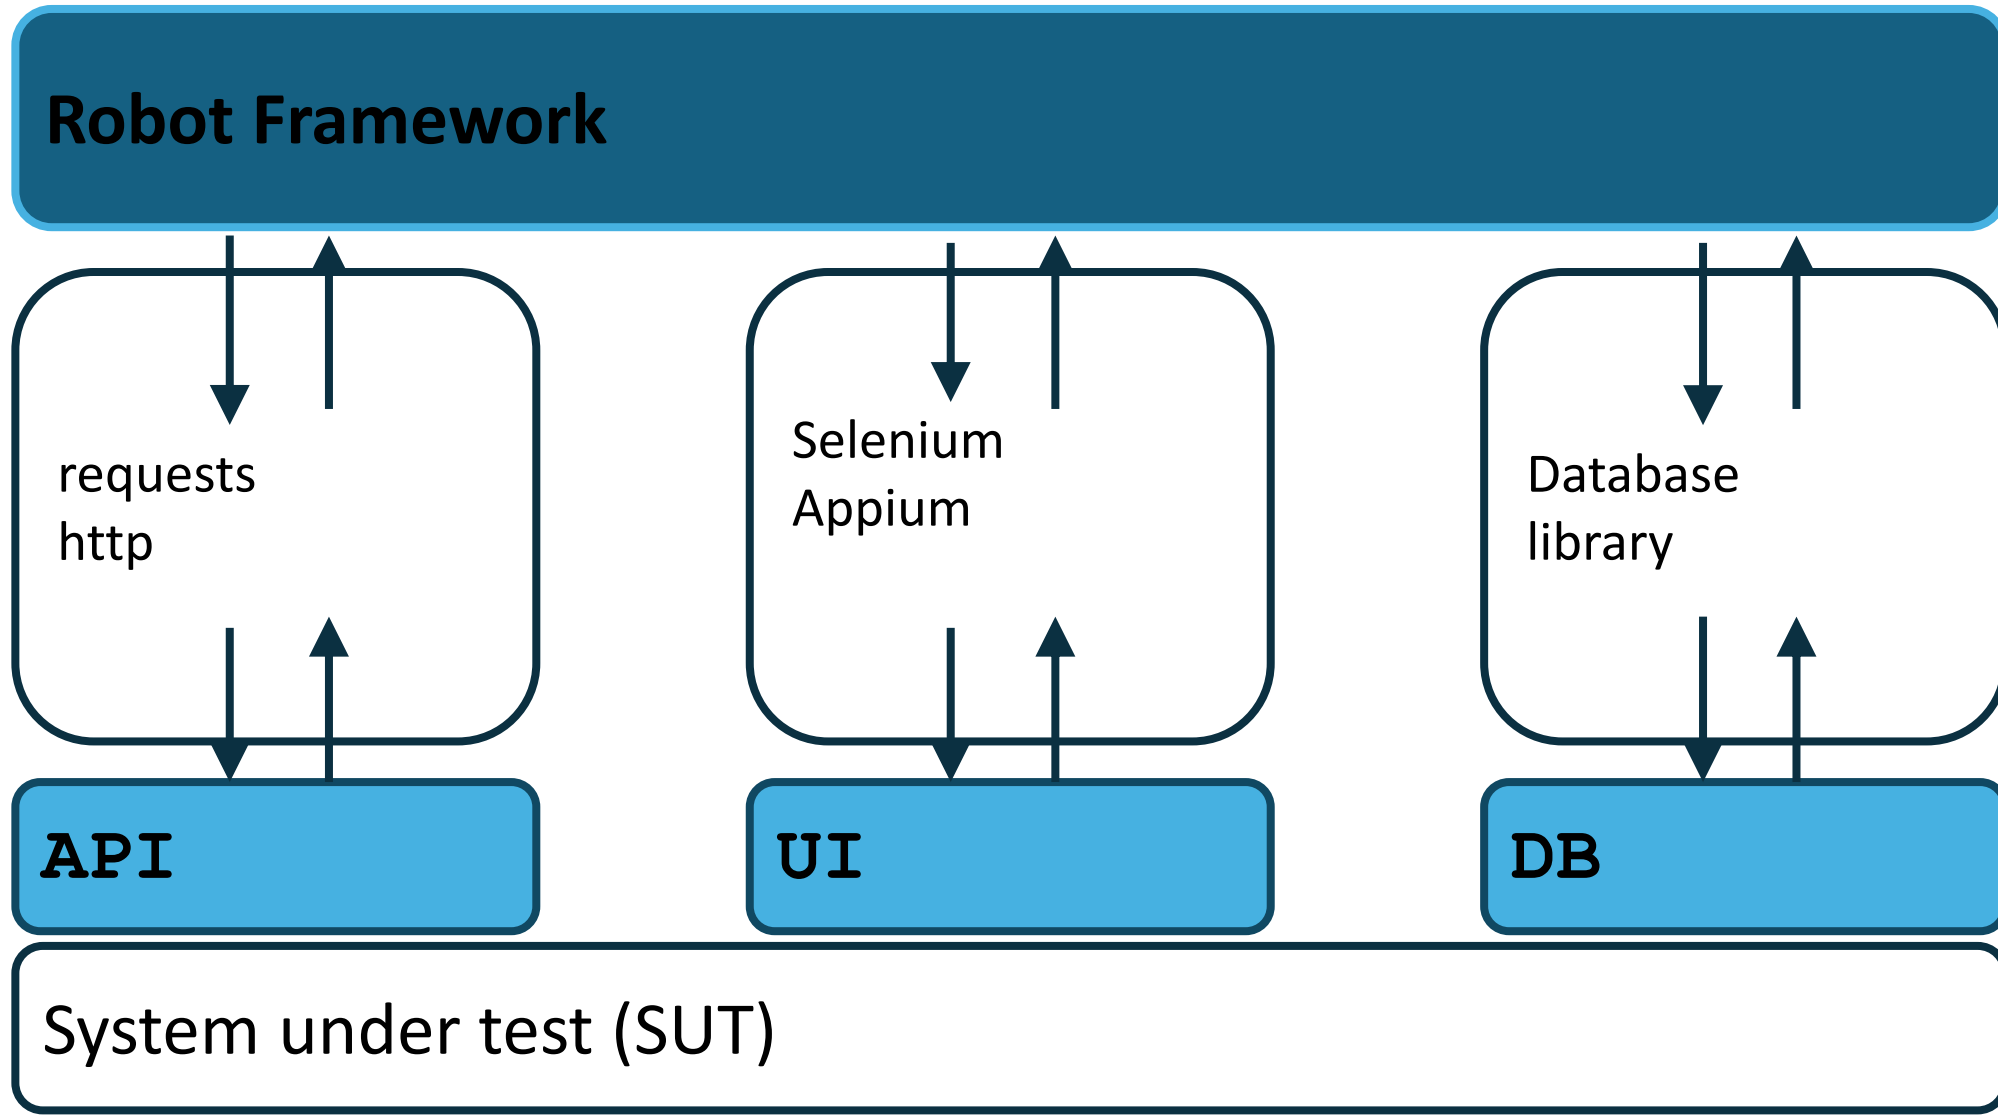 Robot Framework
requests
http
Selenium
Appium
Database
library
API
UI
DB
System under test (SUT)